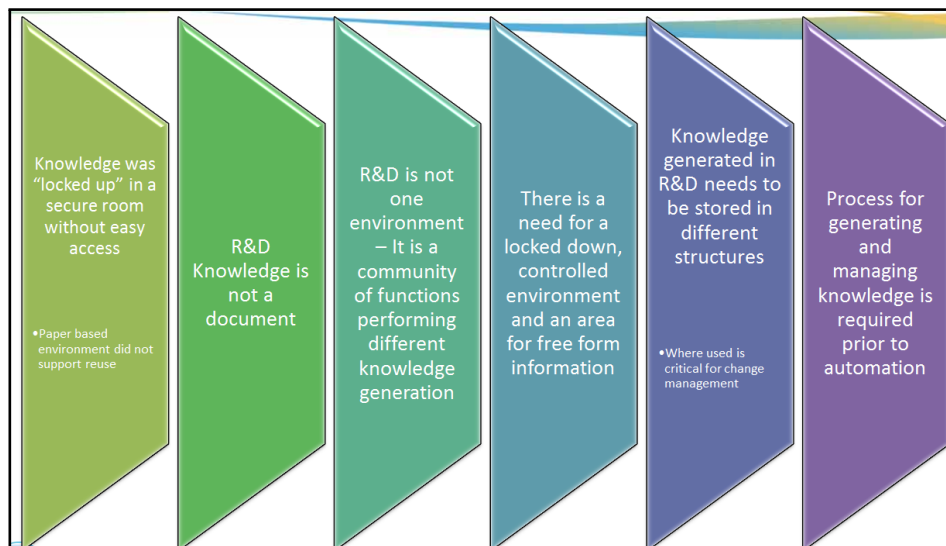 Knowledge was
“locked up” in a
secure room
without easy
access
•Paper based
environment did not
support reuse
R&D
Knowledge is
not a
document
R&D is not
one
environment
– It is a
community
of functions
performing
different
knowledge
generation
There is a
need for a
locked down,
controlled
environment
and an area
for free form
information
Knowledge
generated in
R&D needs to
be stored in
different
structures
•Where used is
critical for change
management
Process for
generating
and
managing
knowledge is
required
prior to
automation